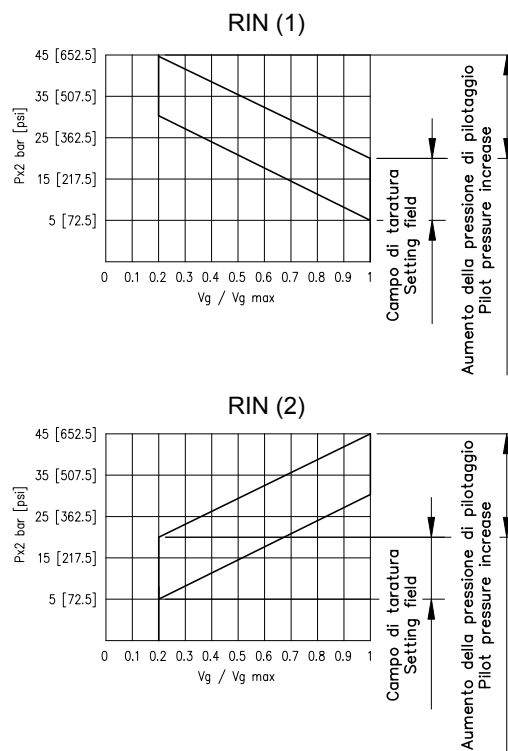 RIN (1)
Px2 bar [psi]
45 [652.5]
35 [507.5]
25 [362.5]
15 [217.5]
5 [72.5]
0 0.1 0.2 0.3 0.4 0.5 0.6 0.7 0.8 0.9 1
Vg / Vg max
Campo di taratura
Setting field
Aumento della pressione di pilotaggio
Pilot pressure increase
RIN (2)
Px2 bar [psi]
45 [652.5]
35 [507.5]
25 [362.5]
15 [217.5]
5 [72.5]
0 0.1 0.2 0.3 0.4 0.5 0.6 0.7 0.8 0.9 1
Vg / Vg max
Campo di taratura
Setting field
Aumento della pressione di pilotaggio
Pilot pressure increase